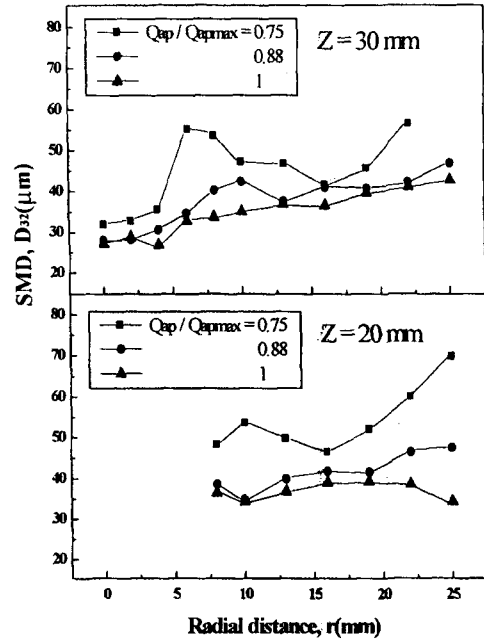 80
70
60
50
40
30
20
Qap / Qapmax = 0.75
0.88
1
Z = 30 mm
SMD, D32(μm)
80
70
60
50
40
30
20
Qap / Qapmax = 0.75
0.88
1
Z = 20 mm
0 5 10 15 20 25
Radial distance, r(mm)